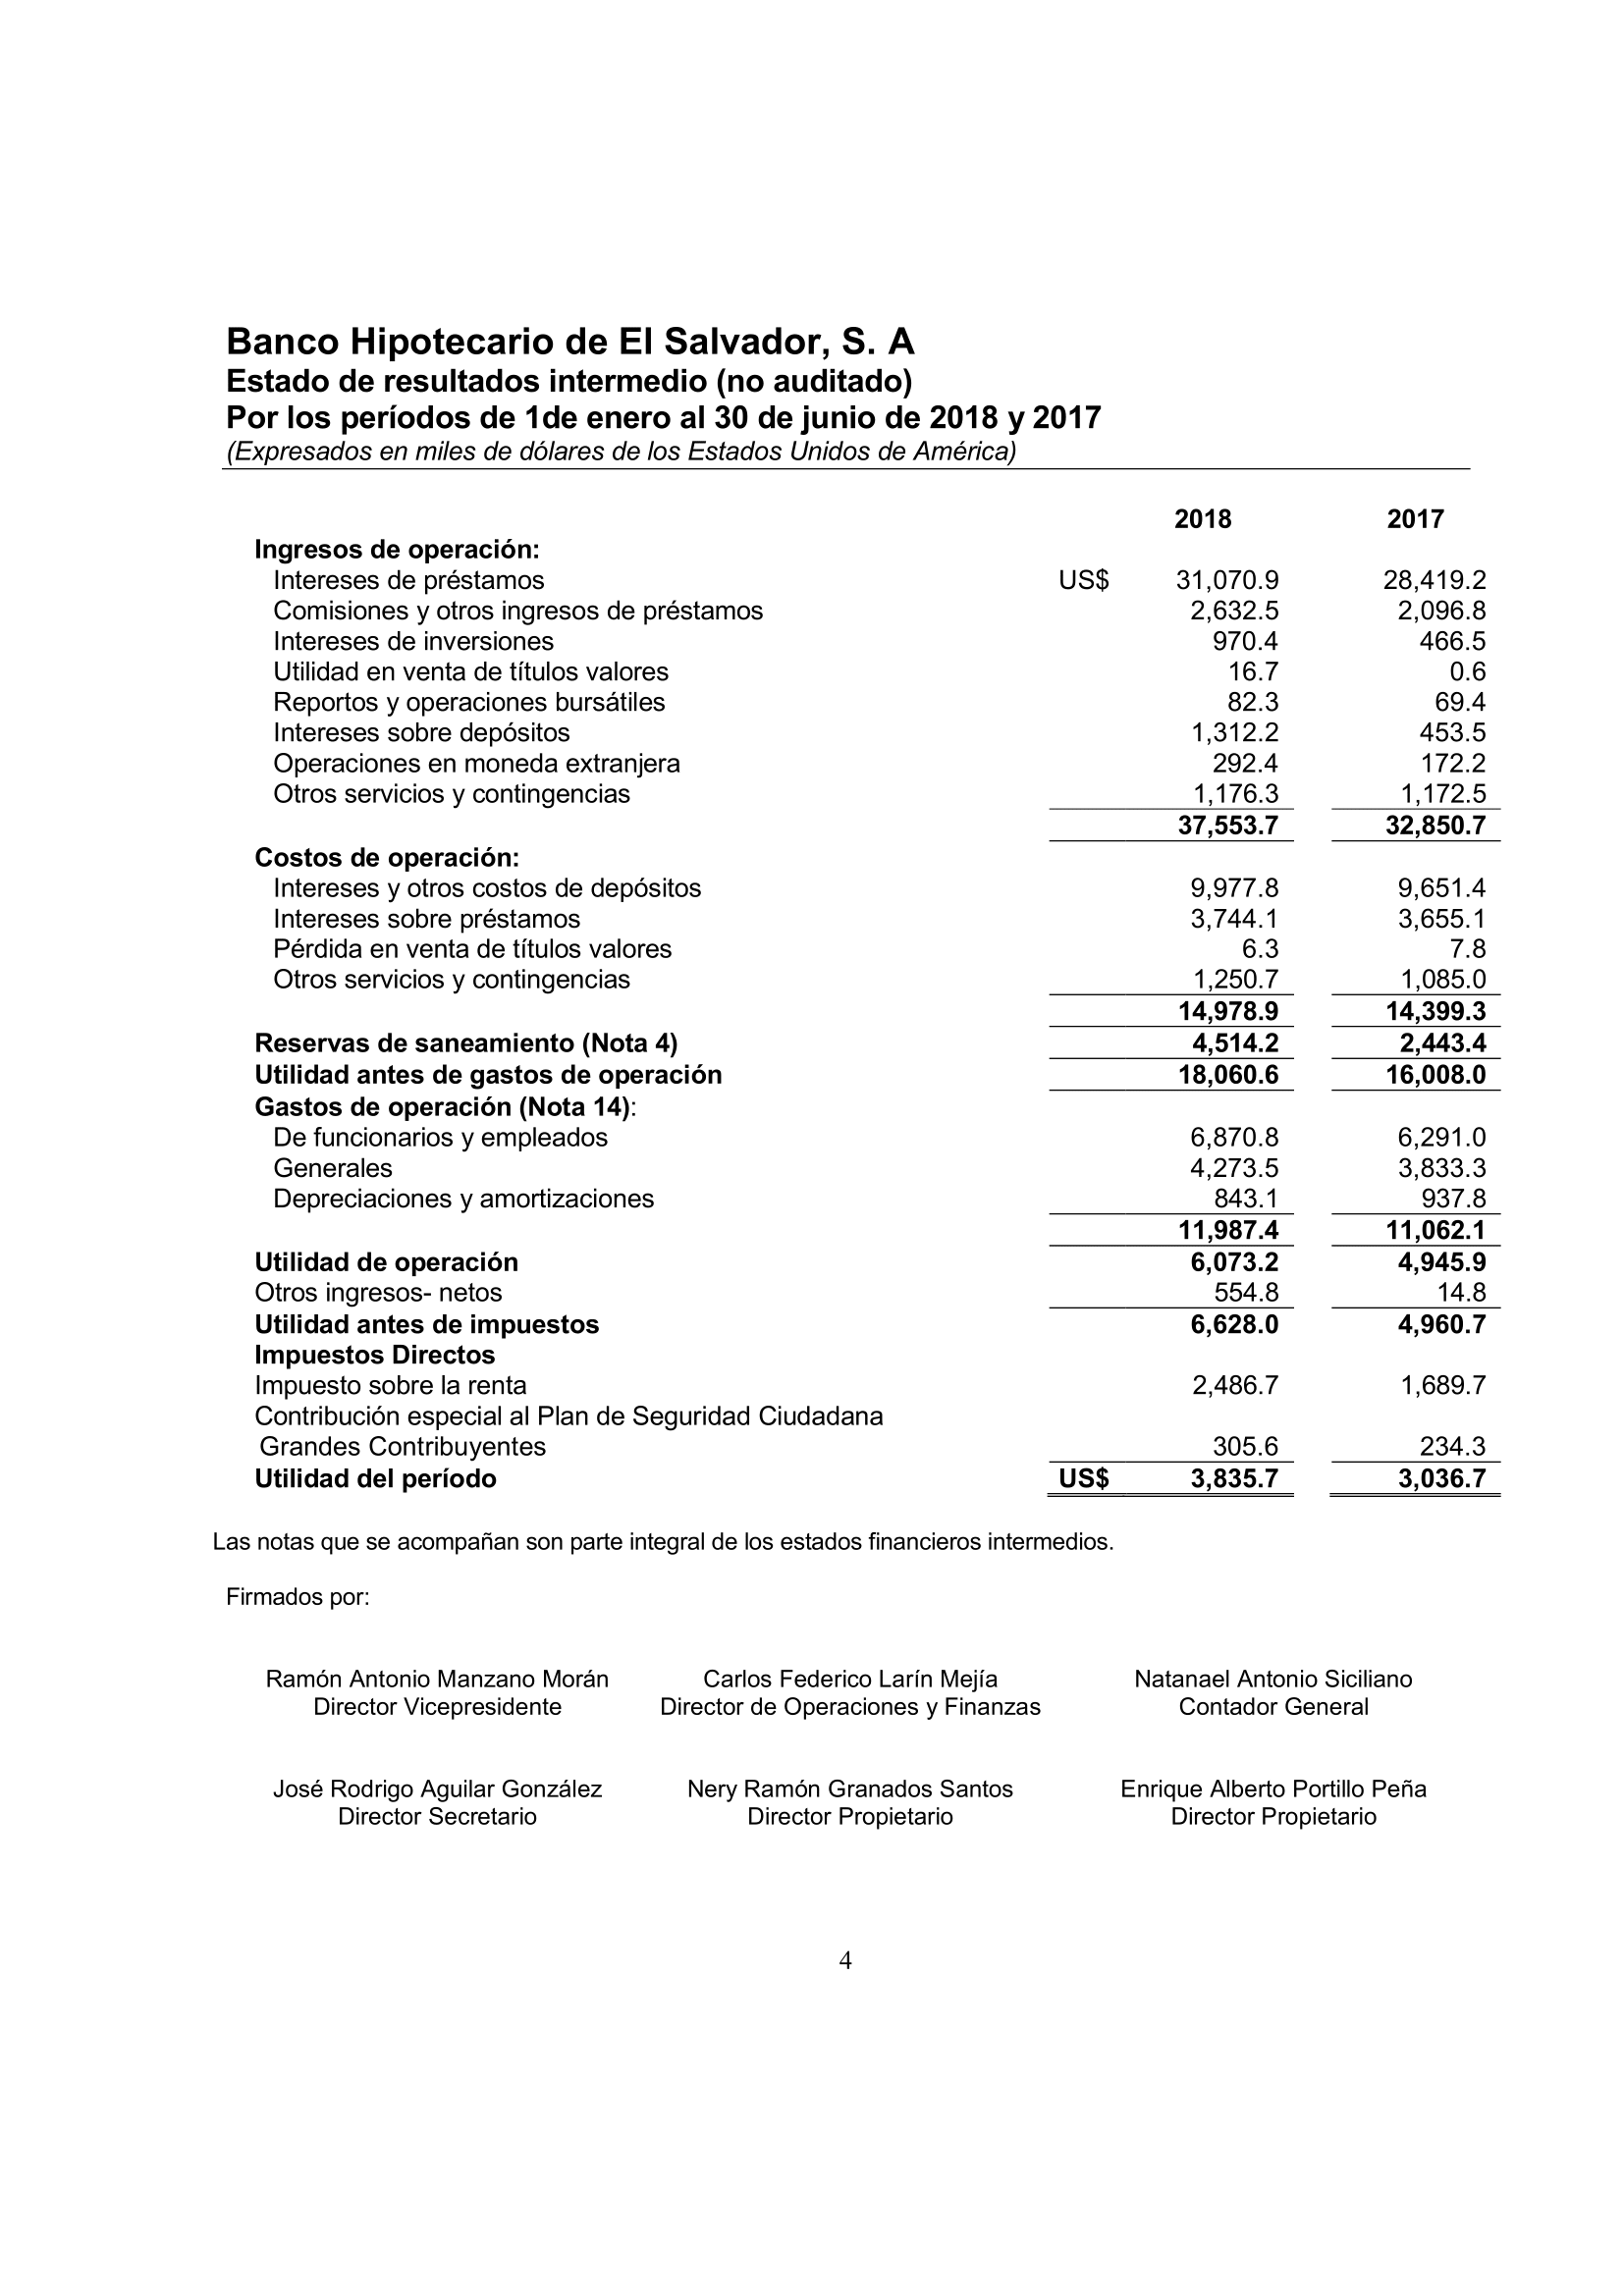 Banco Hipotecario de El Salvador, S. A
Estado de resultados intermedio (no auditado)
Por los períodos de 1de enero al 30 de junio de 2018 y 2017
(Expresados en miles de dólares de los Estados Unidos de América)
2018 2017
Ingresos de operación:
Intereses de préstamos US$ 31,070.9 28,419.2
Comisiones y otros ingresos de préstamos 2,632.5 2,096.8
Intereses de inversiones 970.4 466.5
Utilidad en venta de títulos valores 16.7 0.6
Reportos y operaciones bursátiles 82.3 69.4
Intereses sobre depósitos 1,312.2 453.5
Operaciones en moneda extranjera 292.4 172.2
Otros servicios y contingencias 1,176.3 1,172.5
37,553.7 32,850.7
Costos de operación:
Intereses y otros costos de depósitos 9,977.8 9,651.4
Intereses sobre préstamos 3,744.1 3,655.1
Pérdida en venta de títulos valores 6.3 7.8
Otros servicios y contingencias 1,250.7 1,085.0
14,978.9 14,399.3
Reservas de saneamiento (Nota 4) 4,514.2 2,443.4
Utilidad antes de gastos de operación 18,060.6 16,008.0
Gastos de operación (Nota 14):
De funcionarios y empleados 6,870.8 6,291.0
Generales 4,273.5 3,833.3
Depreciaciones y amortizaciones 843.1 937.8
11,987.4 11,062.1
Utilidad de operación 6,073.2 4,945.9
Otros ingresos- netos 554.8 14.8
Utilidad antes de impuestos 6,628.0 4,960.7
Impuestos Directos
Impuesto sobre la renta 2,486.7 1,689.7
Contribución especial al Plan de Seguridad Ciudadana
Grandes Contribuyentes 305.6 234.3
Utilidad del período US$ 3,835.7 3,036.7
Las notas que se acompañan son parte integral de los estados financieros intermedios.
Firmados por:
Ramón Antonio Manzano Morán Carlos Federico Larín Mejía Natanael Antonio Siciliano
Director Vicepresidente Director de Operaciones y Finanzas Contador General
José Rodrigo Aguilar González Nery Ramón Granados Santos Enrique Alberto Portillo Peña
Director Secretario Director Propietario Director Propietario
4